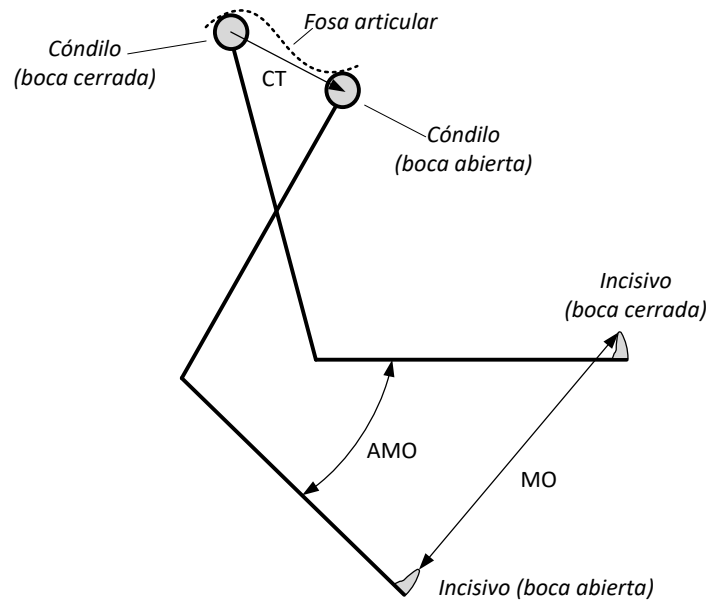 Fosa articular
Cóndilo
(boca cerrada)
CT
Cóndilo
(boca abierta)
Incisivo
(boca cerrada)
AMO
MO
Incisivo (boca abierta)